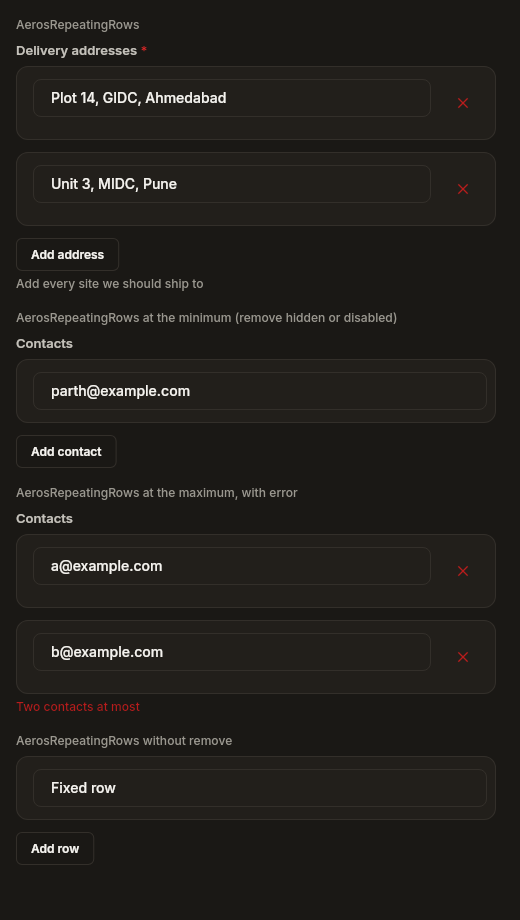 AerosRepeatingRows
Delivery addresses *
Plot 14, GIDC, Ahmedabad
Unit 3, MIDC, Pune
Add address
Add every site we should ship to
AerosRepeatingRows at the minimum (remove hidden or disabled)
Contacts
parth@example.com
Add contact
AerosRepeatingRows at the maximum, with error
Contacts
a@example.com
b@example.com
Two contacts at most
AerosRepeatingRows without remove
Fixed row
Add row